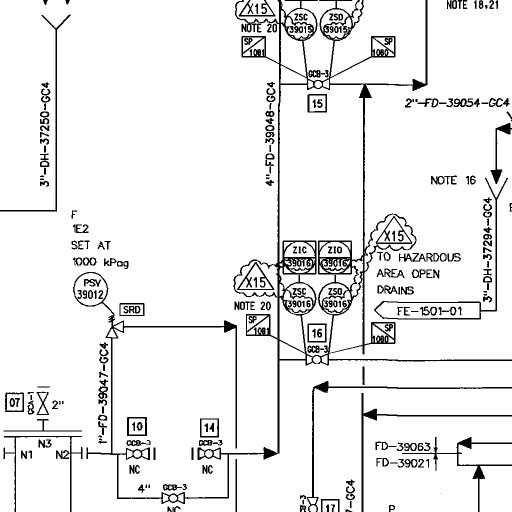 X15
ZSC
39015
ZSO
39015
NOTE 18,21
NOTE 20
SP
1081
SP
1080
GCB-3
15
3"-DH-37250-GC4
4"-FD-39048-GC4
2"-FD-39054-GC4
NOTE 16
3"-DH-37294-GC4
F
1E2
SET AT
1000 kPag
PSV
39012
SRD
X15
ZIC
39016
ZIO
39016
X15
TO HAZARDOUS
AREA OPEN
DRAINS
ZSC
39016
ZSO
39016
NOTE 20
FE-1501-01
SP
1081
16
SP
1080
GCB-3
1"-FD-39047-GC4
07
2"
N3
N1
N2
10
GCB-3
NC
14
GCB-3
NC
4"
GCB-3
NC
FD-39063
FD-39021
17
7-GC4
P